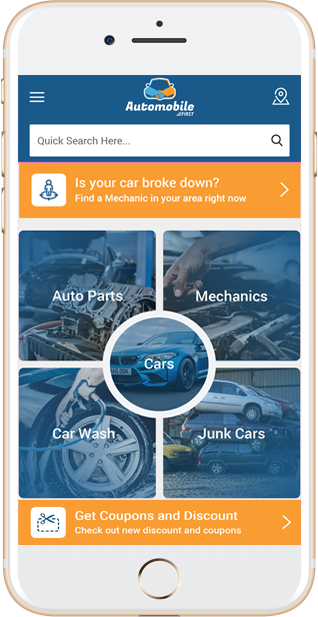 Automobile
FIRST
Quick Search Here...
Is your car broke down?
Find a Mechanic in your area right now
Auto Parts
Mechanics
Cars
Car Wash
Junk Cars
Get Coupons and Discount
Check out new discount and coupons